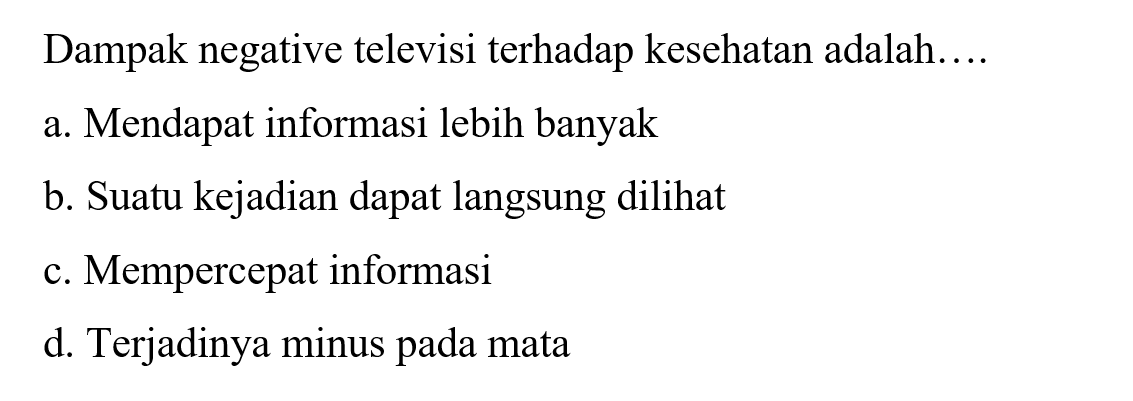 Dampak negative televisi terhadap kesehatan adalah….
a. Mendapat informasi lebih banyak
b. Suatu kejadian dapat langsung dilihat
c. Mempercepat informasi
d. Terjadinya minus pada mata